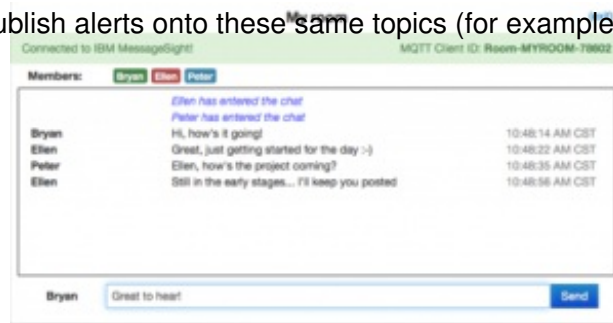 ublish alerts onto these same topics (for example
My room
Connected to IBM MessageSight! MQTT Client ID: Room-MYROOM-78602
Members: Bryan Ellen Peter
Ellen has entered the chat
Peter has entered the chat
Bryan Hi, how's it going! 10:48:14 AM CST
Ellen Great, just getting started for the day :-) 10:48:22 AM CST
Peter Ellen, how's the project coming? 10:48:35 AM CST
Ellen Still in the early stages... I'll keep you posted 10:48:56 AM CST
Bryan Great to hear! Send